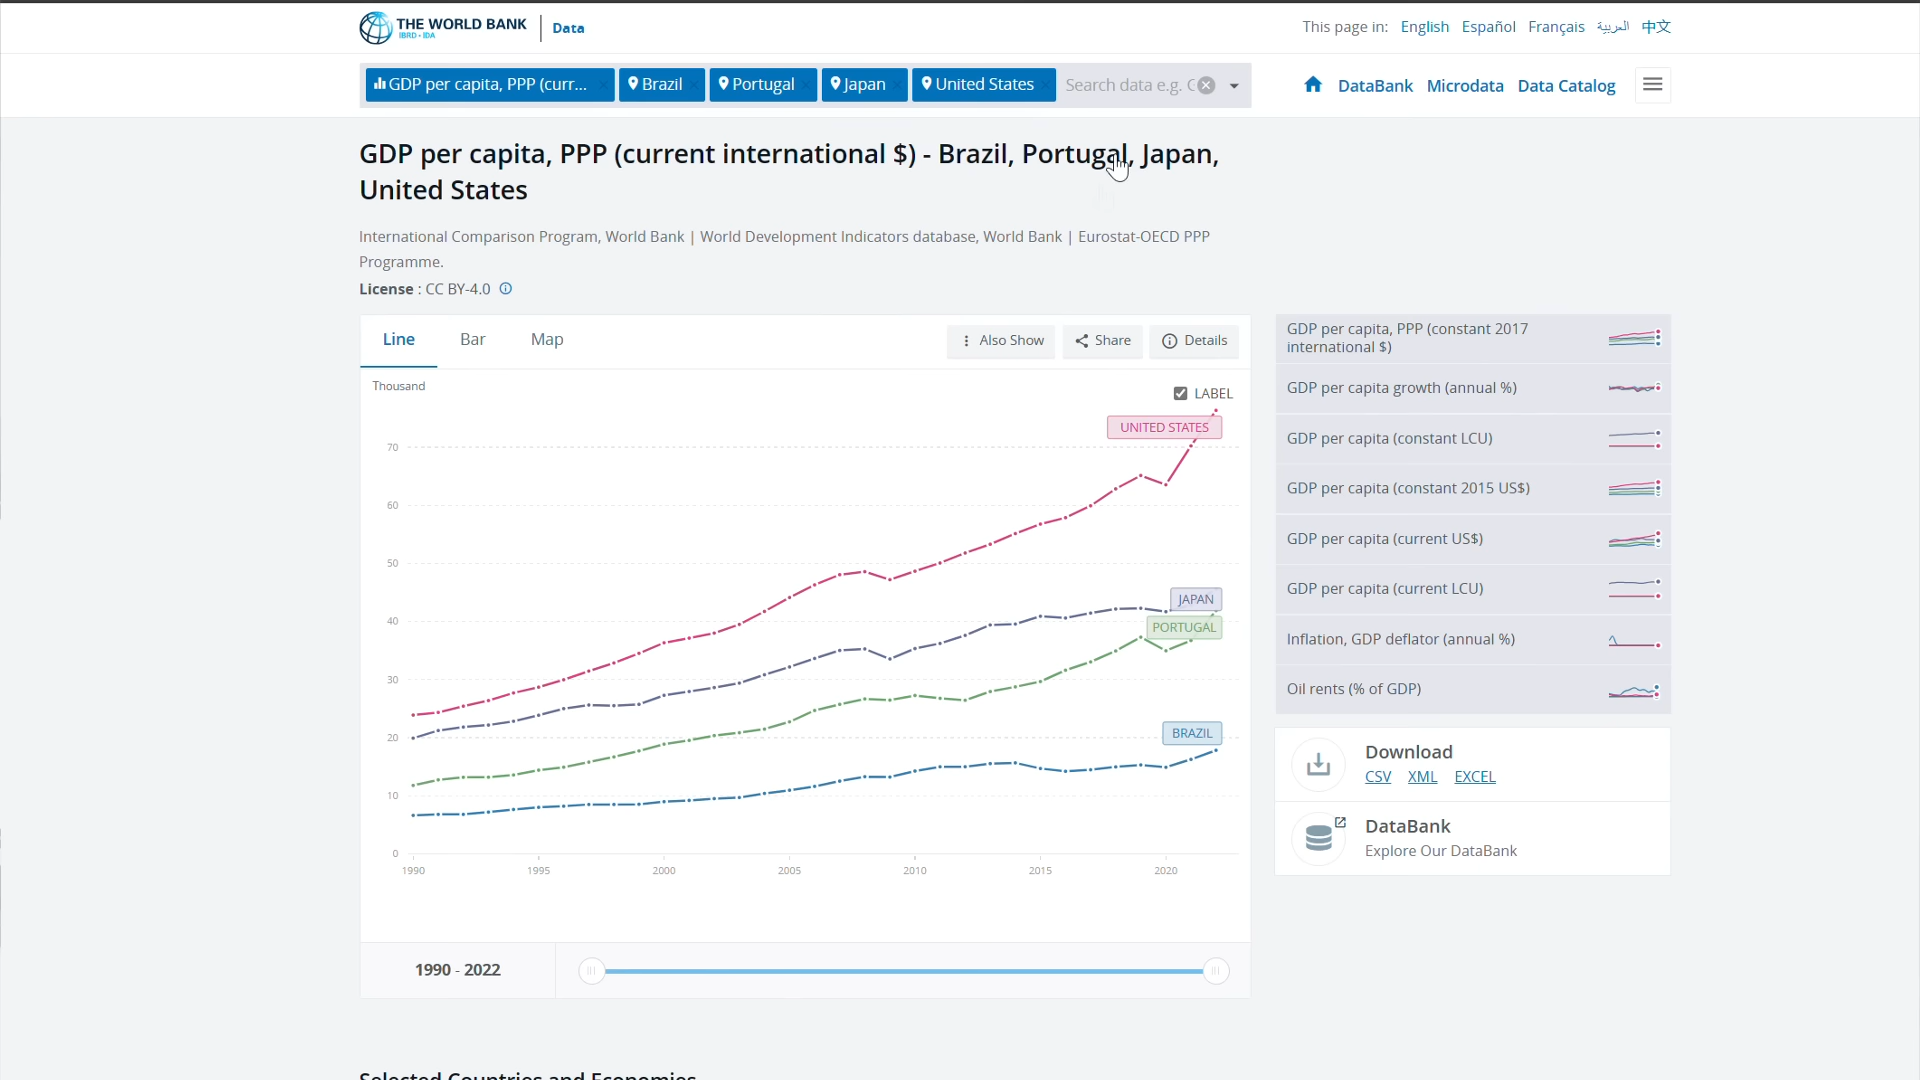 THE WORLD BANK
IBRD • IDA
Data
This page in: English Español Français العربية 中文
GDP per capita, PPP (curr... Brazil Portugal Japan United States Search data e.g.
DataBank Microdata Data Catalog
GDP per capita, PPP (current international $) - Brazil, Portugal, Japan,
United States
International Comparison Program, World Bank | World Development Indicators database, World Bank | Eurostat-OECD PPP
Programme.
License : CC BY-4.0
Line Bar Map Also Show Share Details
Thousand
LABEL
UNITED STATES
70
60
50
JAPAN
40
PORTUGAL
30
BRAZIL
20
10
0
1990 1995 2000 2005 2010 2015 2020
1990 - 2022
GDP per capita, PPP (constant 2017
international $)
GDP per capita growth (annual %)
GDP per capita (constant LCU)
GDP per capita (constant 2015 US$)
GDP per capita (current US$)
GDP per capita (current LCU)
Inflation, GDP deflator (annual %)
Oil rents (% of GDP)
Download
CSV XML EXCEL
DataBank
Explore Our DataBank
Selected Countries and Economies